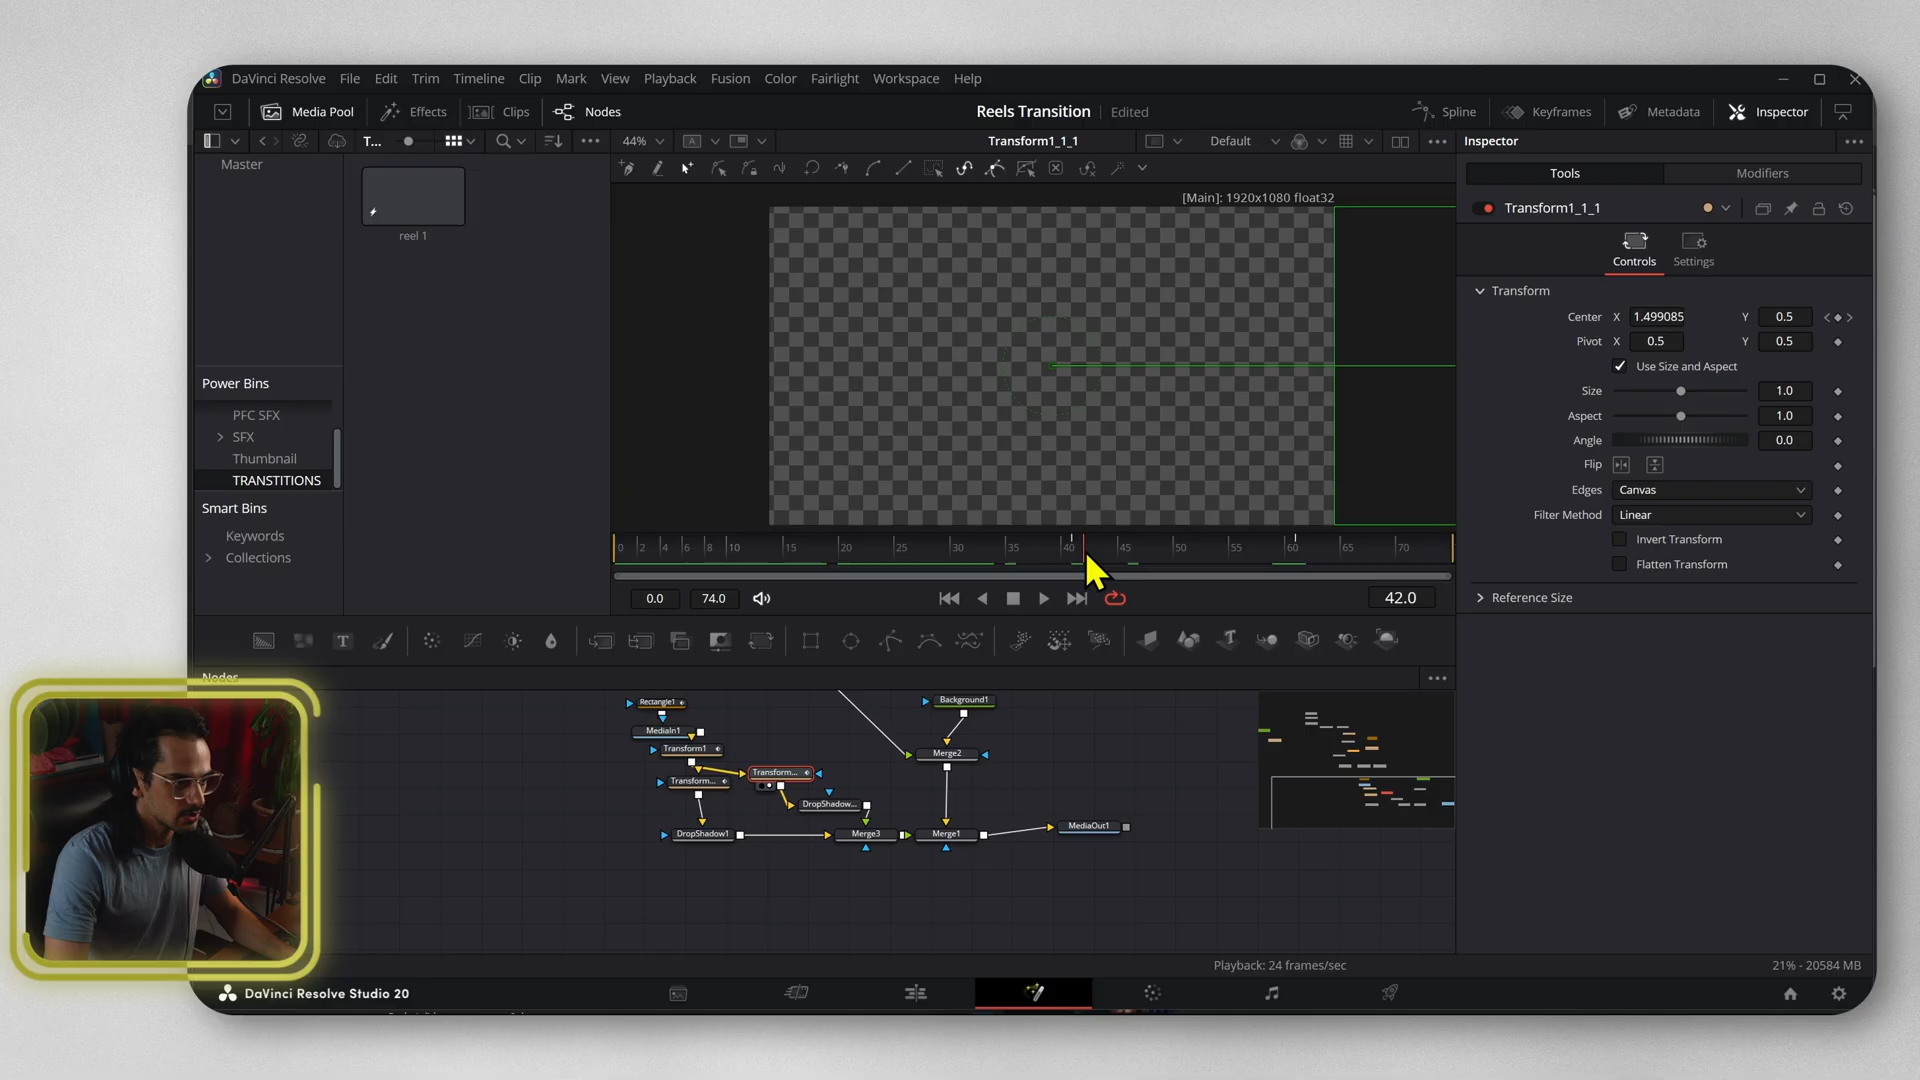 DaVinci Resolve File Edit Trim Timeline Clip Mark View Playback Fusion Color Fairlight Workspace Help
Media Pool Effects Clips Nodes Reels Transition Edited Spline Keyframes Metadata Inspector
T... 44% Transform1_1_1 Default Inspector
Master
reel 1
[Main]: 1920x1080 float32
Tools Modifiers
Transform1_1_1
Controls Settings
Transform
Center X 1.499085 Y 0.5
Pivot X 0.5 Y 0.5
Use Size and Aspect
Size 1.0
Aspect 1.0
Angle 0.0
Flip
Edges Canvas
Filter Method Linear
Invert Transform
Flatten Transform
Reference Size
Power Bins
PFC SFX
SFX
Thumbnail
TRANSTITIONS
Smart Bins
Keywords
Collections
0 2 4 6 8 10 15 20 25 30 35 40 45 50 55 60 65 70
0.0 74.0 42.0
T T
Nodes
Rectangle1 Background1
MediaIn1
Transform1 Merge2
Transform... Transform...
DropShadow...
DropShadow1 Merge3 Merge1 MediaOut1
Playback: 24 frames/sec 21% - 20584 MB
DaVinci Resolve Studio 20